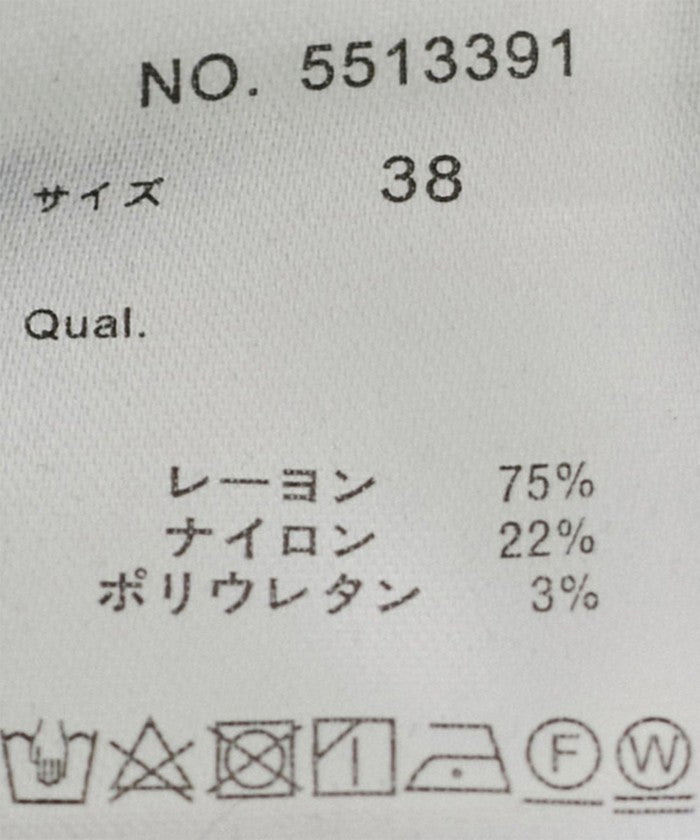 NO. 5513391
サイズ 38
Qual.
レーヨン 75%
ナイロン 22%
ポリウレタン 3%
F W